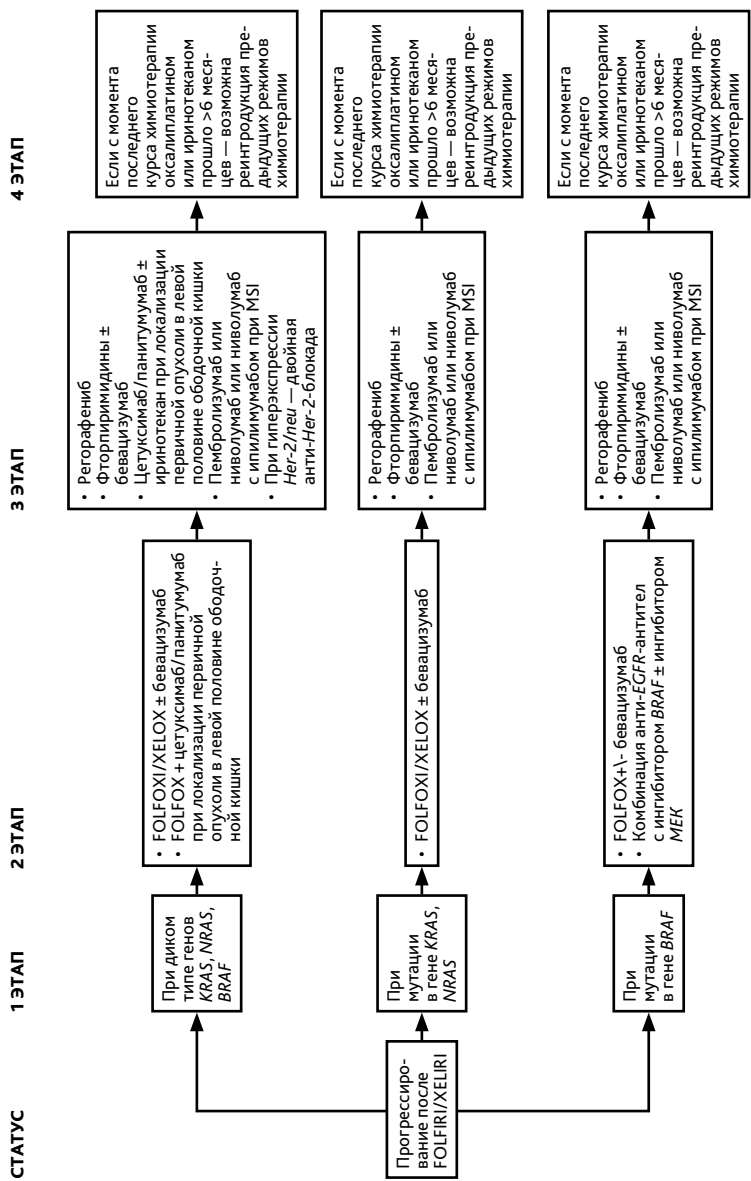 СТАТУС
1 ЭТАП
2 ЭТАП
3 ЭТАП
4 ЭТАП
Прогрессиро-
вание после
FOLFIRI/XELIRI
При диком
типе генов
KRAS, NRAS,
BRAF
• FOLFOXI/XELOX ± бевацизумаб
• FOLFOX + цетуксимаб/панитумумаб
при локализации первичной
опухоли в левой половине ободоч-
ной кишки
• Регорафениб
• Фторпиримидины ±
бевацизумаб
• Цетуксимаб/панитумумаб ±
иринотекан при локализации
первичной опухоли в левой
половине ободочной кишки
• Пембролизумаб или
ниволумаб или ниволумаб
с ипилимумабом при MSI
• При гиперэкспрессии
Her-2/neu — двойная
анти-Her-2-блокада
Если с момента
последнего
курса химиотерапии
оксалиплатином
или иринотеканом
прошло >6 меся-
цев — возможна
реинтродукция пре-
дыдущих режимов
химиотерапии
При
мутации
в гене KRAS,
NRAS
• FOLFOXI/XELOX ± бевацизумаб
• Регорафениб
• Фторпиримидины ±
бевацизумаб
• Пембролизумаб или
ниволумаб или ниволумаб
с ипилимумабом при MSI
Если с момента
последнего
курса химиотерапии
оксалиплатином
или иринотеканом
прошло >6 меся-
цев — возможна
реинтродукция пре-
дыдущих режимов
химиотерапии
При
мутации
в гене BRAF
• FOLFOX+\- бевацизумаб
• Комбинация анти-EGFR-антител
с ингибитором BRAF ± ингибитором
MEK
• Регорафениб
• Фторпиримидины ±
бевацизумаб
• Пембролизумаб или
ниволумаб или ниволумаб
с ипилимумабом при MSI
Если с момента
последнего
курса химиотерапии
оксалиплатином
или иринотеканом
прошло >6 меся-
цев — возможна
реинтродукция пре-
дыдущих режимов
химиотерапии